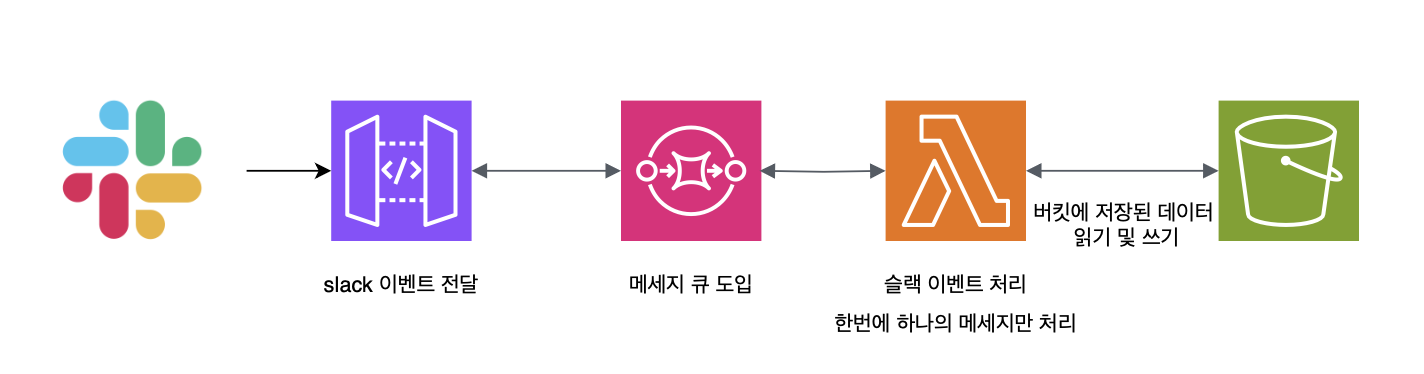 버킷에 저장된 데이터
읽기 및 쓰기
slack 이벤트 전달
메세지 큐 도입
슬랙 이벤트 처리
한번에 하나의 메세지만 처리